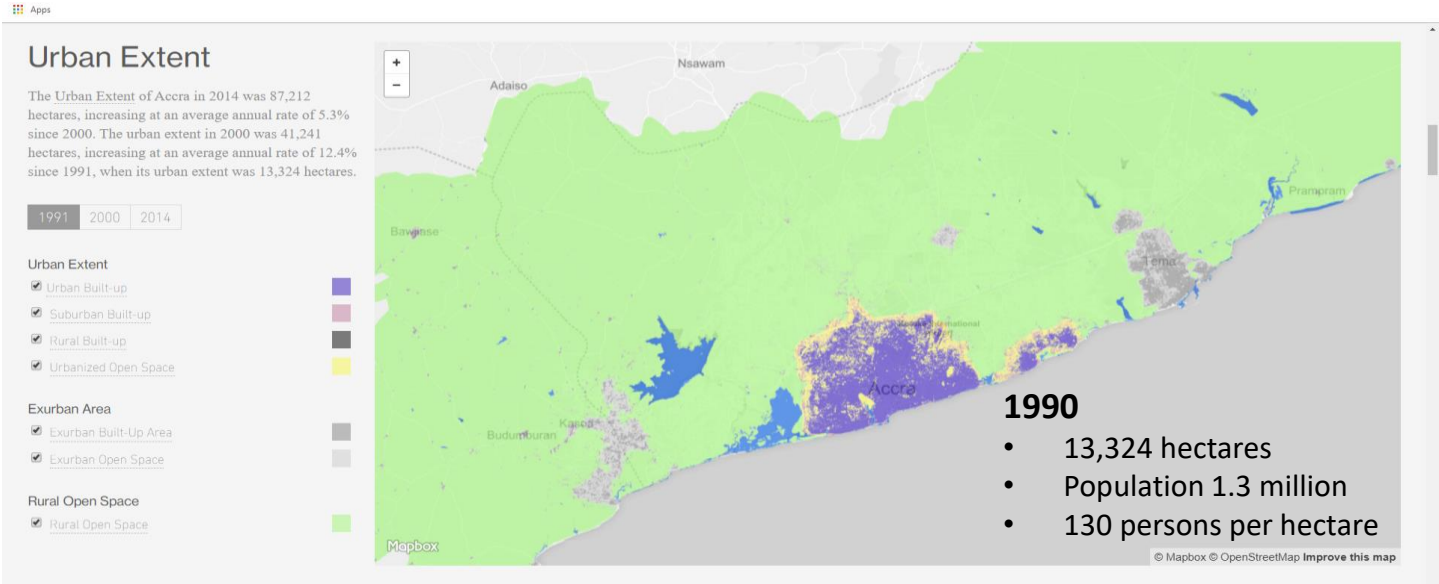 Apps
Urban Extent
The Urban Extent of Accra in 2014 was 87,212
hectares, increasing at an average annual rate of 5.3%
since 2000. The urban extent in 2000 was 41,241
hectares, increasing at an average annual rate of 12.4%
since 1991, when its urban extent was 13,324 hectares.
1991 2000 2014
Urban Extent
Urban Built-up
Suburban Built-up
Rural Built-up
Urbanized Open Space
Exurban Area
Exurban Built-Up Area
Exurban Open Space
Rural Open Space
Rural Open Space
+
−
Nsawam
Adaiso
Prampram
Bawjiase
Tema
International
Accra
Kasoa
Budumburan
1990
• 13,324 hectares
• Population 1.3 million
• 130 persons per hectare
Mapbox
© Mapbox © OpenStreetMap Improve this map